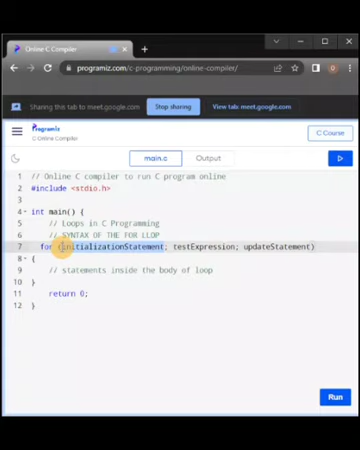 Online C Compiler
programiz.com/c-programming/online-compiler/
Sharing this tab to meet.google.com
Stop sharing
View tab: meet.google.com
Programiz
C Online Compiler
C Course
main.c
Output
1 // Online C compiler to run C program online
2 #include <stdio.h>
3
4 int main() {
5 // Loops in C Programming
6 // SYNTAX OF THE FOR LLOP
7 for (initializationStatement; testExpression; updateStatement)
8 {
9 // statements inside the body of loop
10 }
11 return 0;
12 }
Run